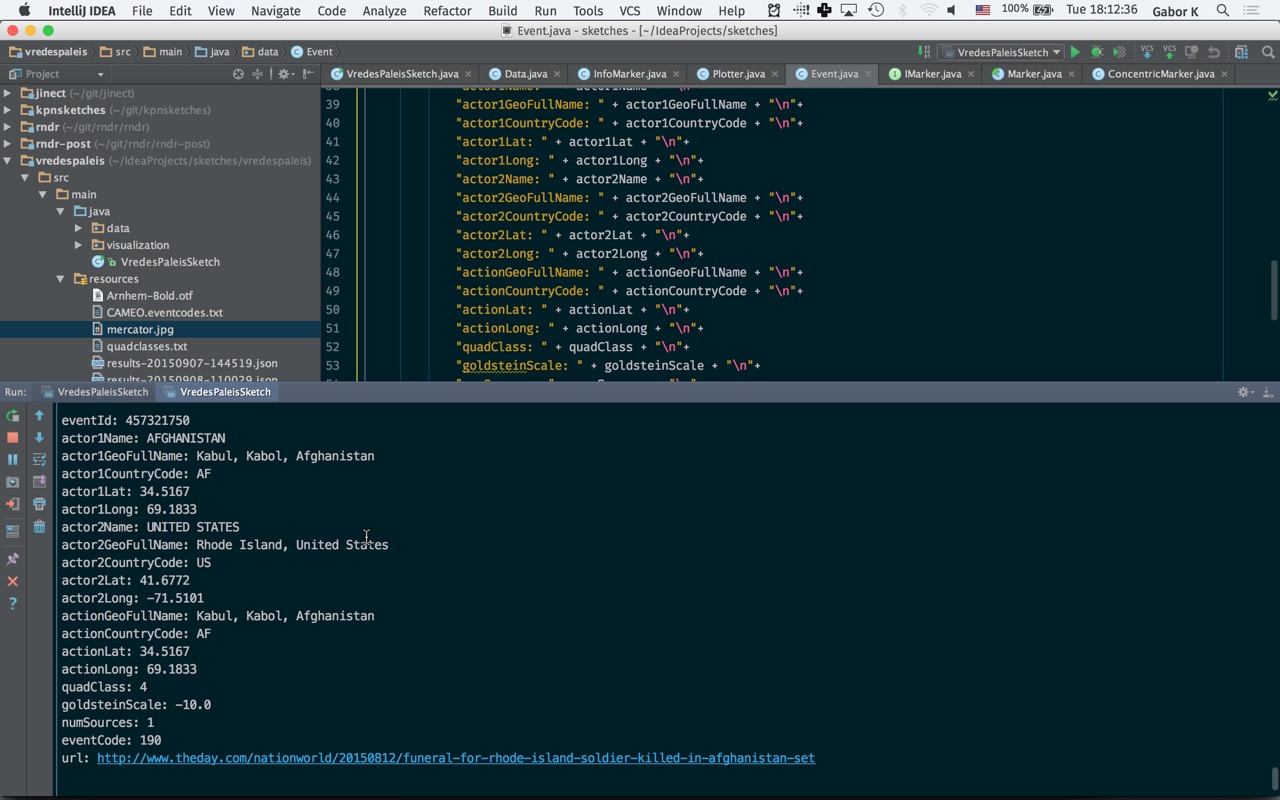 IntelliJ IDEA File Edit View Navigate Code Analyze Refactor Build Run Tools VCS Window Help 100% Tue 18:12:36 Gabor K
Event.java - sketches - [~/IdeaProjects/sketches]
vredespaleis src main java data Event VredesPaleisSketch VCS VCS
Project VredesPaleisSketch.java Data.java InfoMarker.java Plotter.java Event.java IMarker.java Marker.java ConcentricMarker.java
jinect (~/git/jinect)
kpnsketches (~/git/kpnsketches)
rndr (~/git/rndr/rndr)
rndr-post (~/git/rndr/rndr-post)
vredespaleis (~/IdeaProjects/sketches/vredespaleis)
src
main
java
data
visualization
VredesPaleisSketch
resources
Arnhem-Bold.otf
CAMEO.eventcodes.txt
mercator.jpg
quadclasses.txt
results-20150907-144519.json
results-20150908-110029.json
39 "actor1GeoFullName: " + actor1GeoFullName + "\n"+
40 "actor1CountryCode: " + actor1CountryCode + "\n"+
41 "actor1Lat: " + actor1Lat + "\n"+
42 "actor1Long: " + actor1Long + "\n"+
43 "actor2Name: " + actor2Name + "\n"+
44 "actor2GeoFullName: " + actor2GeoFullName + "\n"+
45 "actor2CountryCode: " + actor2CountryCode + "\n"+
46 "actor2Lat: " + actor2Lat + "\n"+
47 "actor2Long: " + actor2Long + "\n"+
48 "actionGeoFullName: " + actionGeoFullName + "\n"+
49 "actionCountryCode: " + actionCountryCode + "\n"+
50 "actionLat: " + actionLat + "\n"+
51 "actionLong: " + actionLong + "\n"+
52 "quadClass: " + quadClass + "\n"+
53 "goldsteinScale: " + goldsteinScale + "\n"+
Run: VredesPaleisSketch VredesPaleisSketch
eventId: 457321750
actor1Name: AFGHANISTAN
actor1GeoFullName: Kabul, Kabol, Afghanistan
actor1CountryCode: AF
actor1Lat: 34.5167
actor1Long: 69.1833
actor2Name: UNITED STATES
actor2GeoFullName: Rhode Island, United States
actor2CountryCode: US
actor2Lat: 41.6772
actor2Long: -71.5101
actionGeoFullName: Kabul, Kabol, Afghanistan
actionCountryCode: AF
actionLat: 34.5167
actionLong: 69.1833
quadClass: 4
goldsteinScale: -10.0
numSources: 1
eventCode: 190
url: http://www.theday.com/nationworld/20150812/funeral-for-rhode-island-soldier-killed-in-afghanistan-set